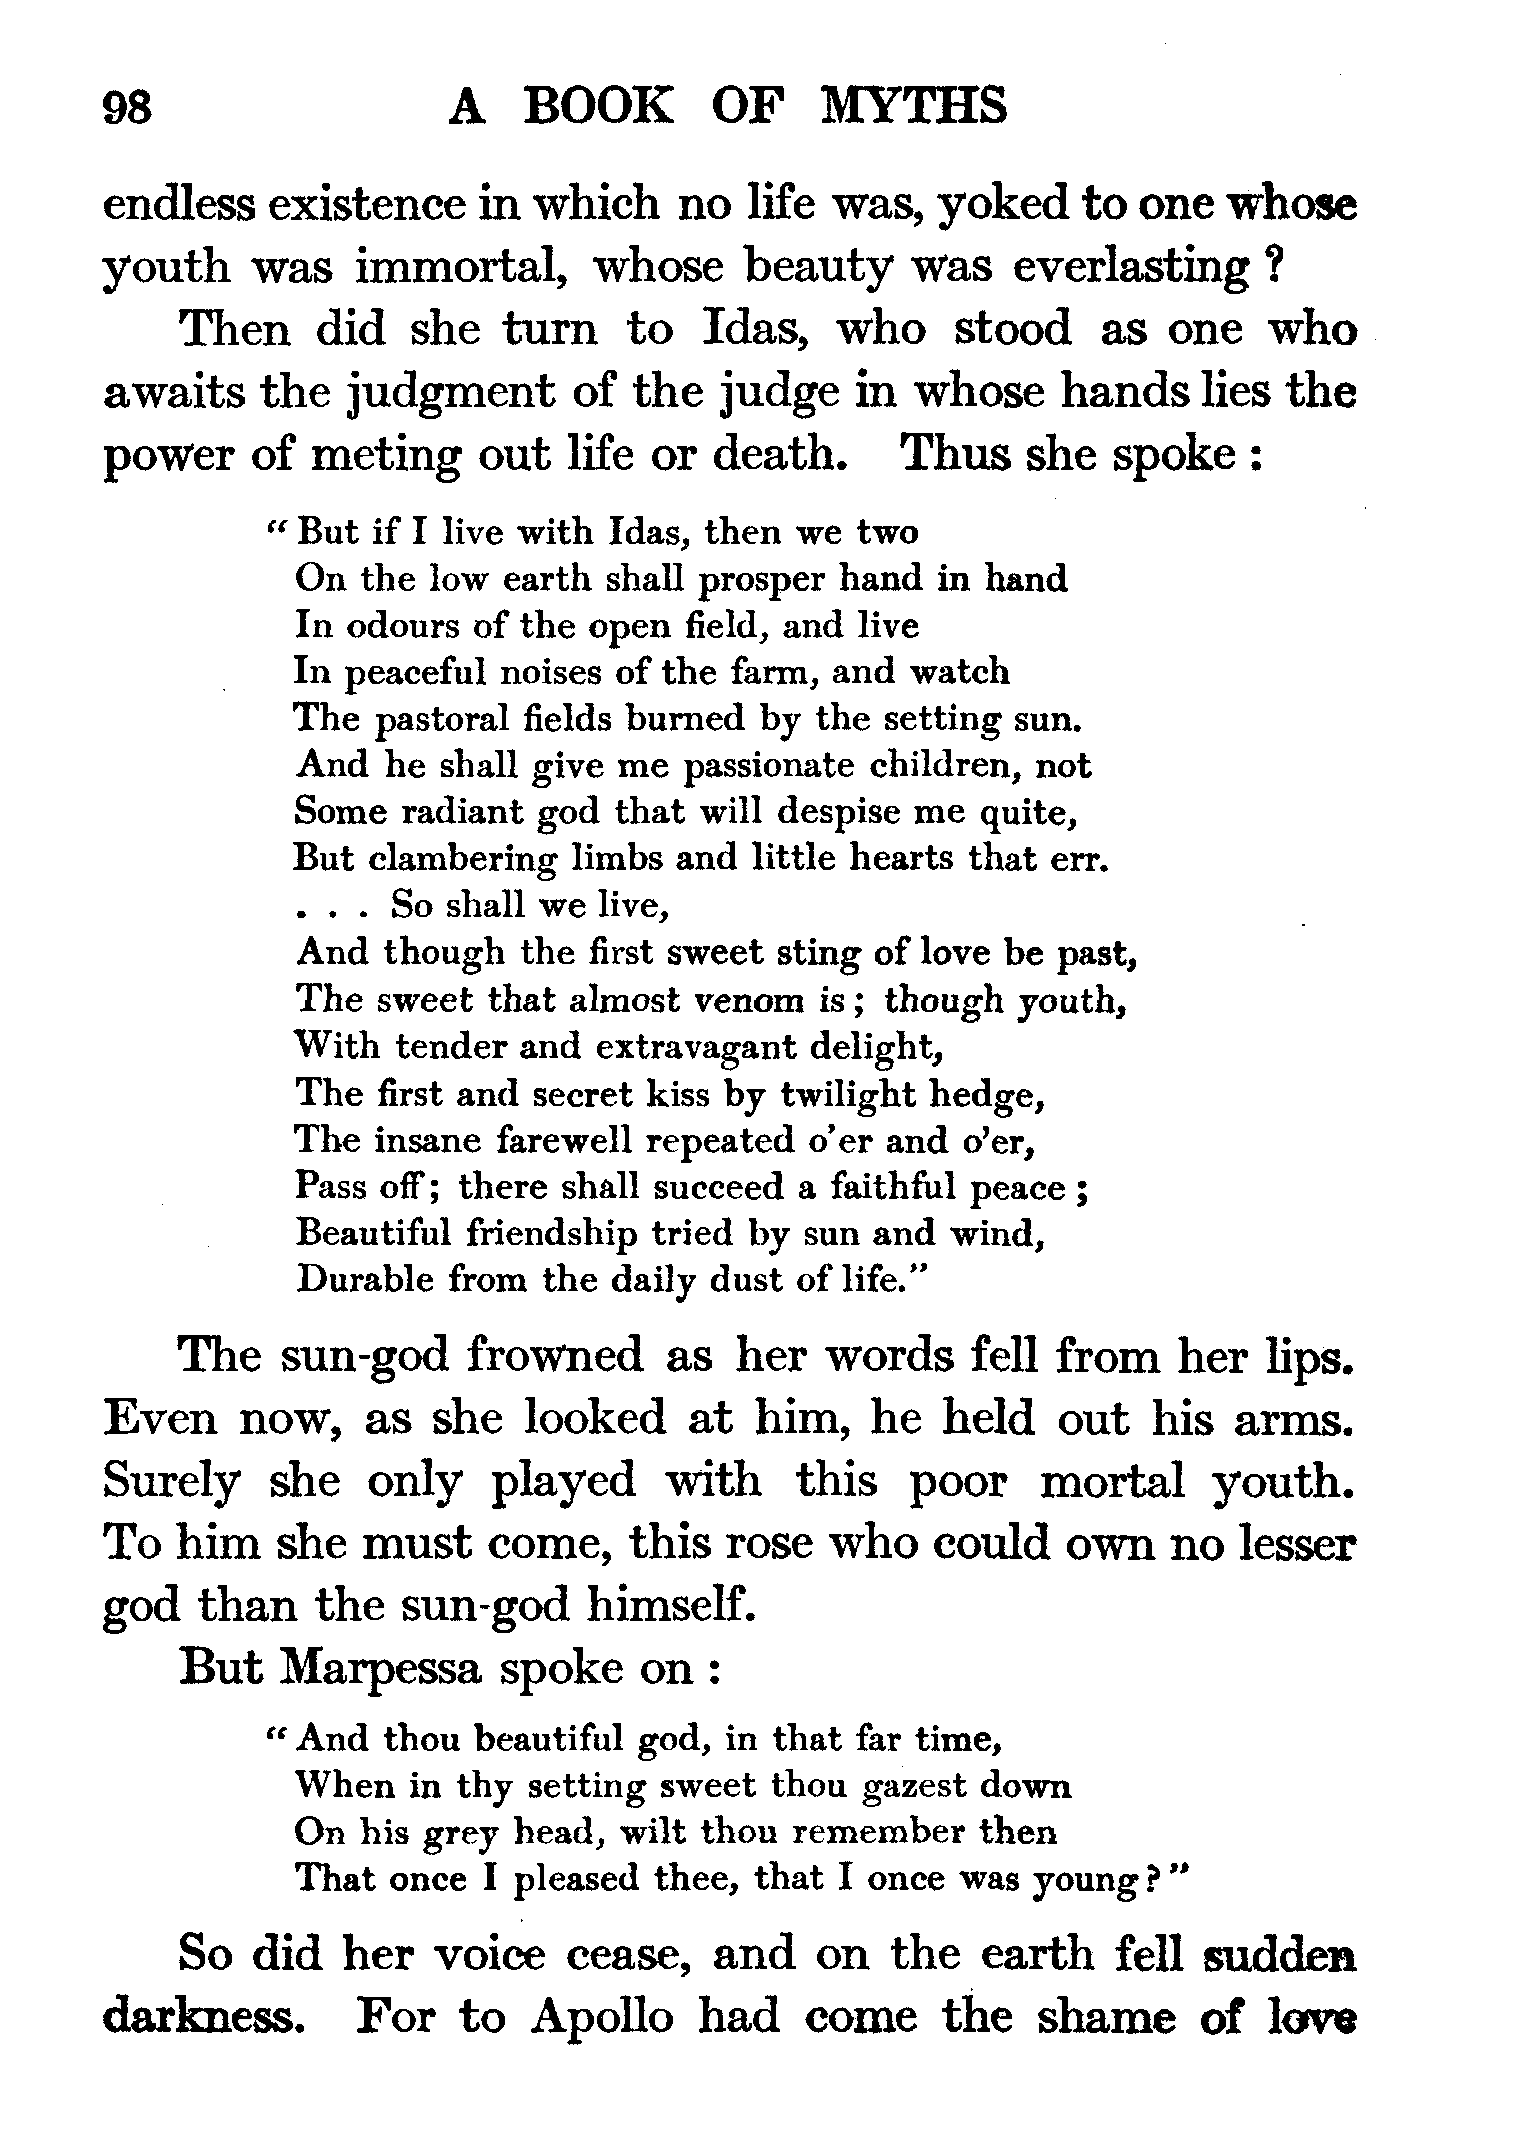 98 A BOOK OF MYTHS
endless existence in which no life was, yoked to one whose
youth was immortal, whose beauty was everlasting ?
Then did she turn to Idas, who stood as one who
awaits the judgment of the judge in whose hands lies the
power of meting out life or death. Thus she spoke :
“ But if I live with Idas, then we two
On the low earth shall prosper hand in hand
In odours of the open field, and live
In peaceful noises of the farm, and watch
The pastoral fields burned by the setting sun.
And he shall give me passionate children, not
Some radiant god that will despise me quite,
But clambering limbs and little hearts that err.
. . . So shall we live,
And though the first sweet sting of love be past,
The sweet that almost venom is ; though youth,
With tender and extravagant delight,
The first and secret kiss by twilight hedge,
The insane farewell repeated o’er and o’er,
Pass off ; there shall succeed a faithful peace ;
Beautiful friendship tried by sun and wind,
Durable from the daily dust of life.”
The sun-god frowned as her words fell from her lips.
Even now, as she looked at him, he held out his arms.
Surely she only played with this poor mortal youth.
To him she must come, this rose who could own no lesser
god than the sun-god himself.
But Marpessa spoke on :
“ And thou beautiful god, in that far time,
When in thy setting sweet thou gazest down
On his grey head, wilt thou remember then
That once I pleased thee, that I once was young ? ”
So did her voice cease, and on the earth fell sudden
darkness. For to Apollo had come the shame of love